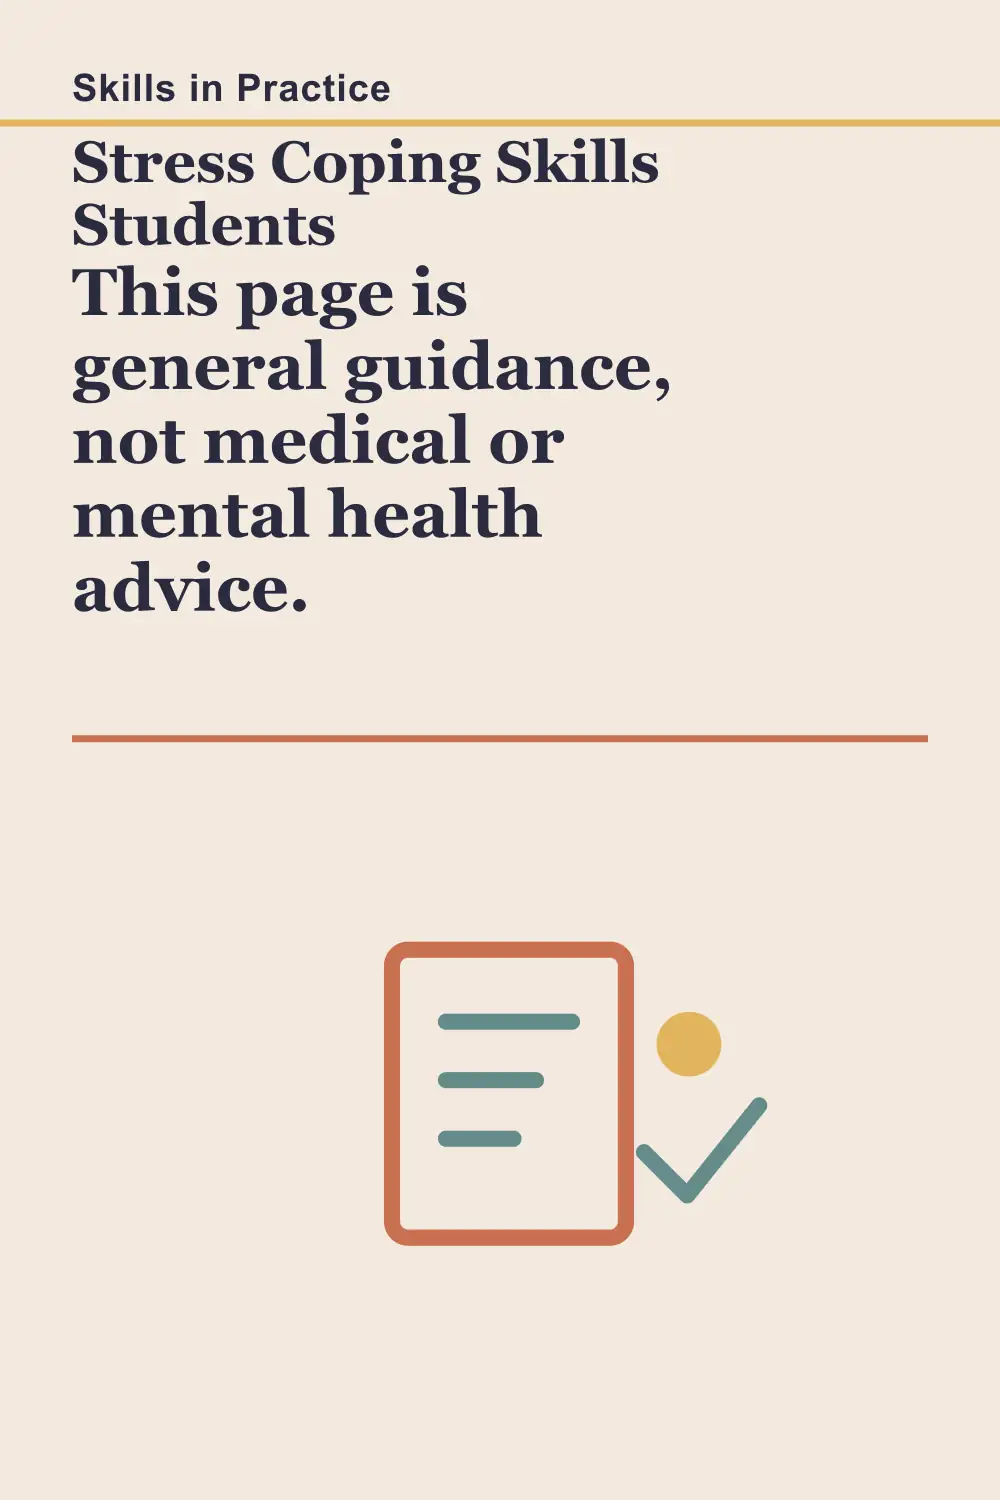 Skills in Practice
Stress Coping Skills
Students
This page is
general guidance,
not medical or
mental health
advice.